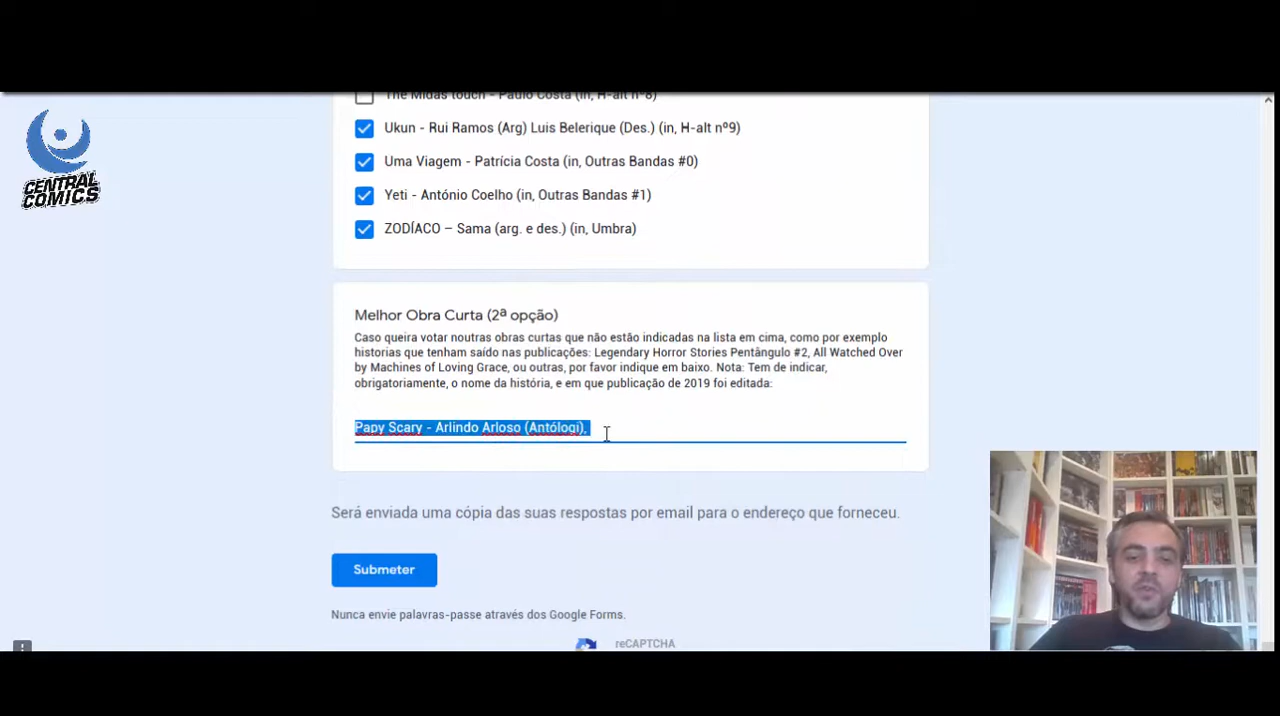 The Midas touch - Paulo Costa (in, H-alt nº8)
CENTRAL
COMICS
Ukun - Rui Ramos (Arg) Luis Belerique (Des.) (in, H-alt nº9)
Uma Viagem - Patrícia Costa (in, Outras Bandas #0)
Yeti - António Coelho (in, Outras Bandas #1)
ZODÍACO – Sama (arg. e des.) (in, Umbra)
Melhor Obra Curta (2ª opção)
Caso queira votar noutras obras curtas que não estão indicadas na lista em cima, como por exemplo
historias que tenham saído nas publicações: Legendary Horror Stories Pentângulo #2, All Watched Over
by Machines of Loving Grace, ou outras, por favor indique em baixo. Nota: Tem de indicar,
obrigatoriamente, o nome da história, e em que publicação de 2019 foi editada:
Papy Scary - Arlindo Arloso (Antólogi),
Será enviada uma cópia das suas respostas por email para o endereço que forneceu.
Submeter
Nunca envie palavras-passe através dos Google Forms.
reCAPTCHA